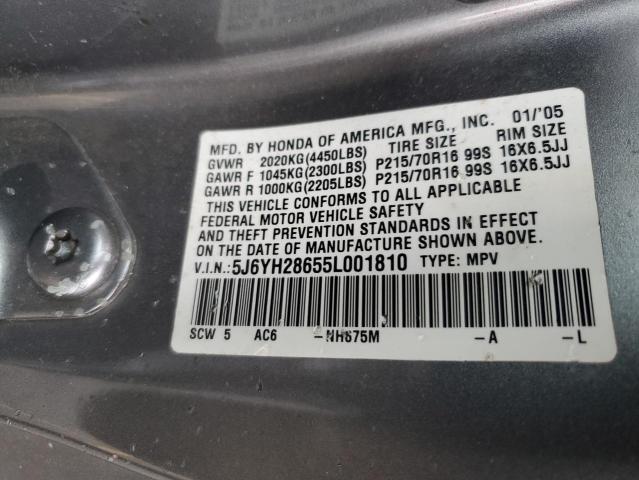 MFD. BY HONDA OF AMERICA MFG., INC. 01/'05
GVWR 2020KG(4450LBS) TIRE SIZE RIM SIZE
GAWR F 1045KG(2300LBS) P215/70R16 99S 16X6.5JJ
GAWR R 1000KG(2205LBS) P215/70R16 99S 16X6.5JJ
THIS VEHICLE CONFORMS TO ALL APPLICABLE
FEDERAL MOTOR VEHICLE SAFETY
AND THEFT PREVENTION STANDARDS IN EFFECT
ON THE DATE OF MANUFACTURE SHOWN ABOVE.
V.I.N.: 5J6YH28655L001810 TYPE: MPV
SCW 5 AC6 –NH675M –A –L